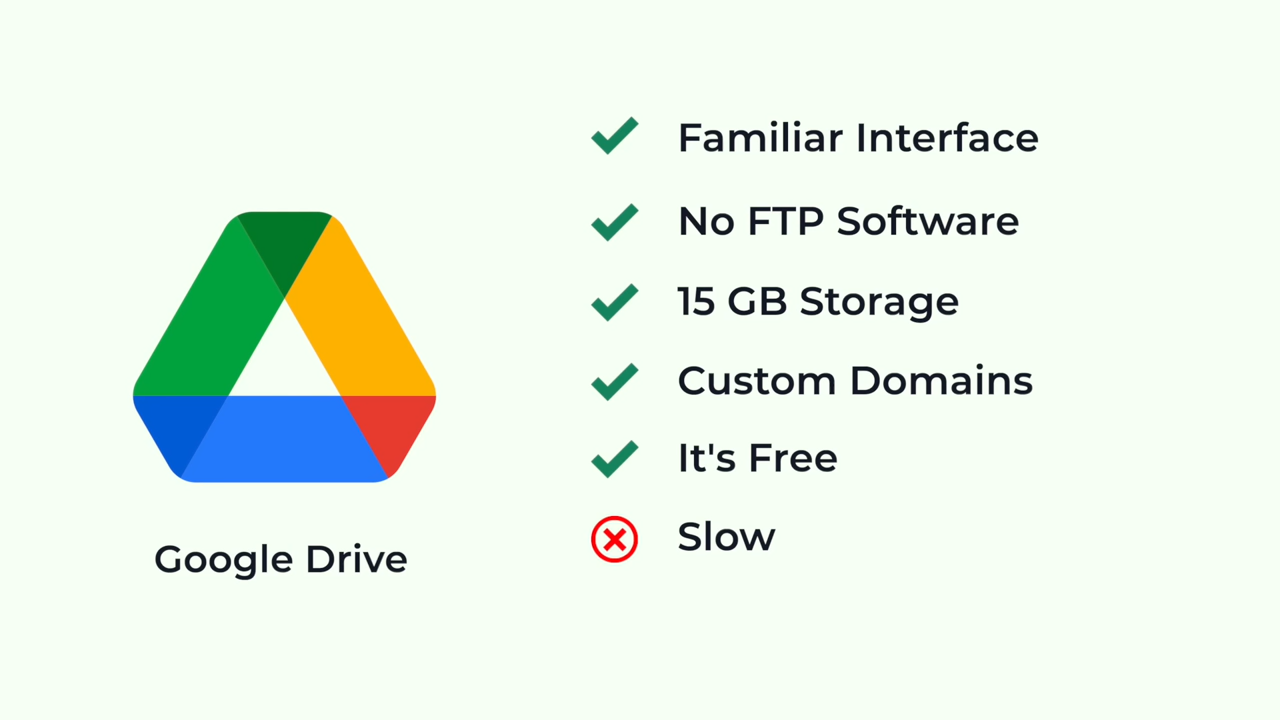 Familiar Interface
No FTP Software
15 GB Storage
Custom Domains
It's Free
Slow
Google Drive